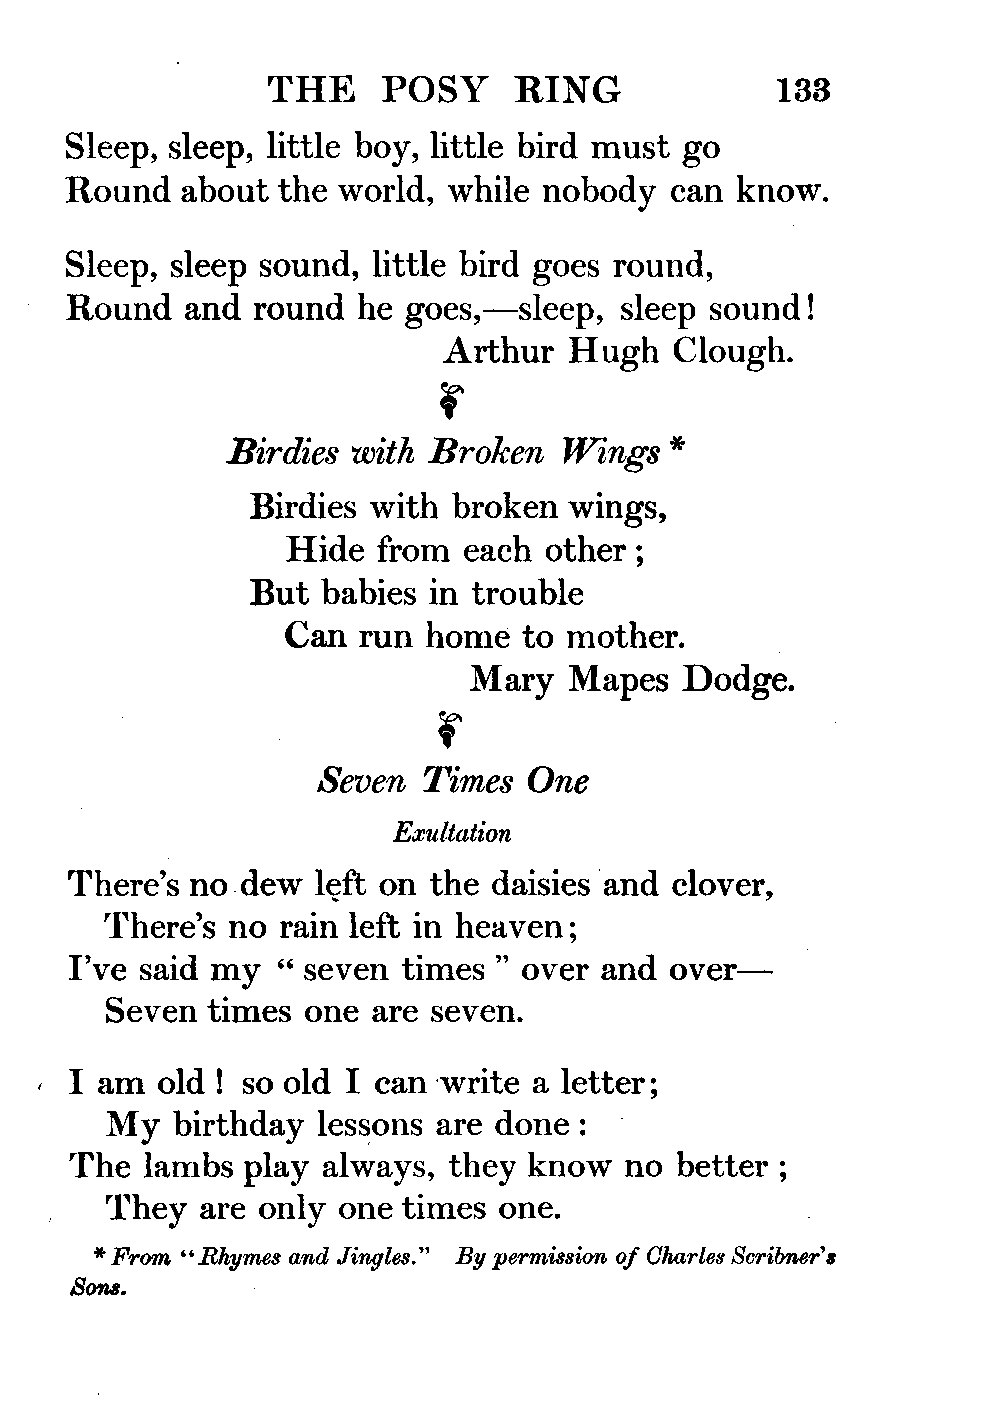 THE POSY RING 133
Sleep, sleep, little boy, little bird must go
Round about the world, while nobody can know.
Sleep, sleep sound, little bird goes round,
Round and round he goes,—sleep, sleep sound!
Arthur Hugh Clough.
Birdies with Broken Wings *
Birdies with broken wings,
Hide from each other ;
But babies in trouble
Can run home to mother.
Mary Mapes Dodge.
Seven Times One
Exultation
There's no dew left on the daisies and clover,
There's no rain left in heaven;
I've said my “ seven times ” over and over—
Seven times one are seven.
I am old ! so old I can write a letter;
My birthday lessons are done :
The lambs play always, they know no better ;
They are only one times one.
* From “Rhymes and Jingles.” By permission of Charles Scribner's
Sons.